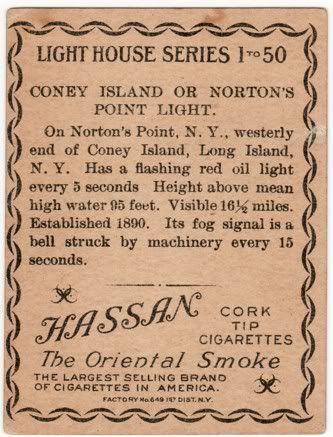 LIGHT HOUSE SERIES 1 TO 50
CONEY ISLAND OR NORTON'S
POINT LIGHT.
On Norton's Point, N. Y., westerly
end of Coney Island, Long Island,
N. Y. Has a flashing red oil light
every 5 seconds Height above mean
high water 95 feet. Visible 16½ miles.
Established 1890. Its fog signal is a
bell struck by machinery every 15
seconds.
HASSAN
CORK
TIP
CIGARETTES
The Oriental Smoke
THE LARGEST SELLING BRAND
OF CIGARETTES IN AMERICA.
FACTORY No. 649 1ST DIST. N.Y.